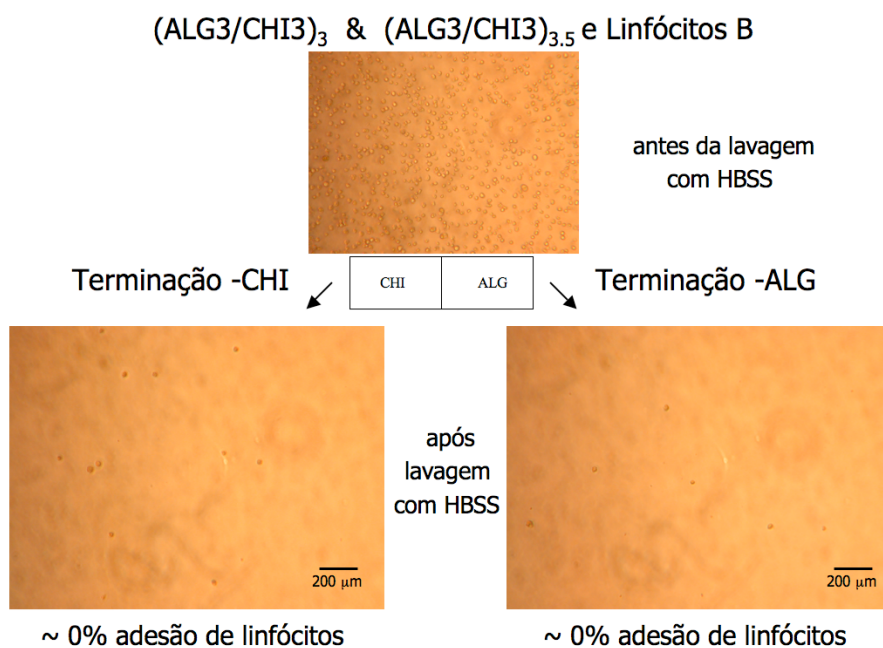 (ALG3/CHI3)3 & (ALG3/CHI3)3.5 e Linfócitos B
antes da lavagem
com HBSS
Terminação -CHI
CHI
ALG
Terminação -ALG
após
lavagem
com HBSS
200 µm
200 µm
~ 0% adesão de linfócitos
~ 0% adesão de linfócitos